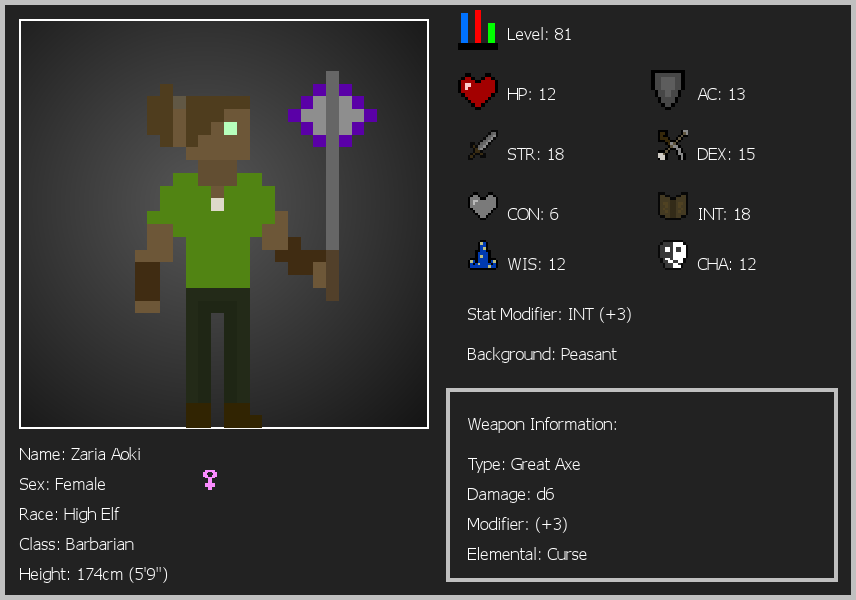 Level: 81
HP: 12
AC: 13
STR: 18
DEX: 15
CON: 6
INT: 18
WIS: 12
CHA: 12
Stat Modifier: INT (+3)
Background: Peasant
Weapon Information:
Type: Great Axe
Damage: d6
Modifier: (+3)
Elemental: Curse
Name: Zaria Aoki
Sex: Female
Race: High Elf
Class: Barbarian
Height: 174cm (5'9")